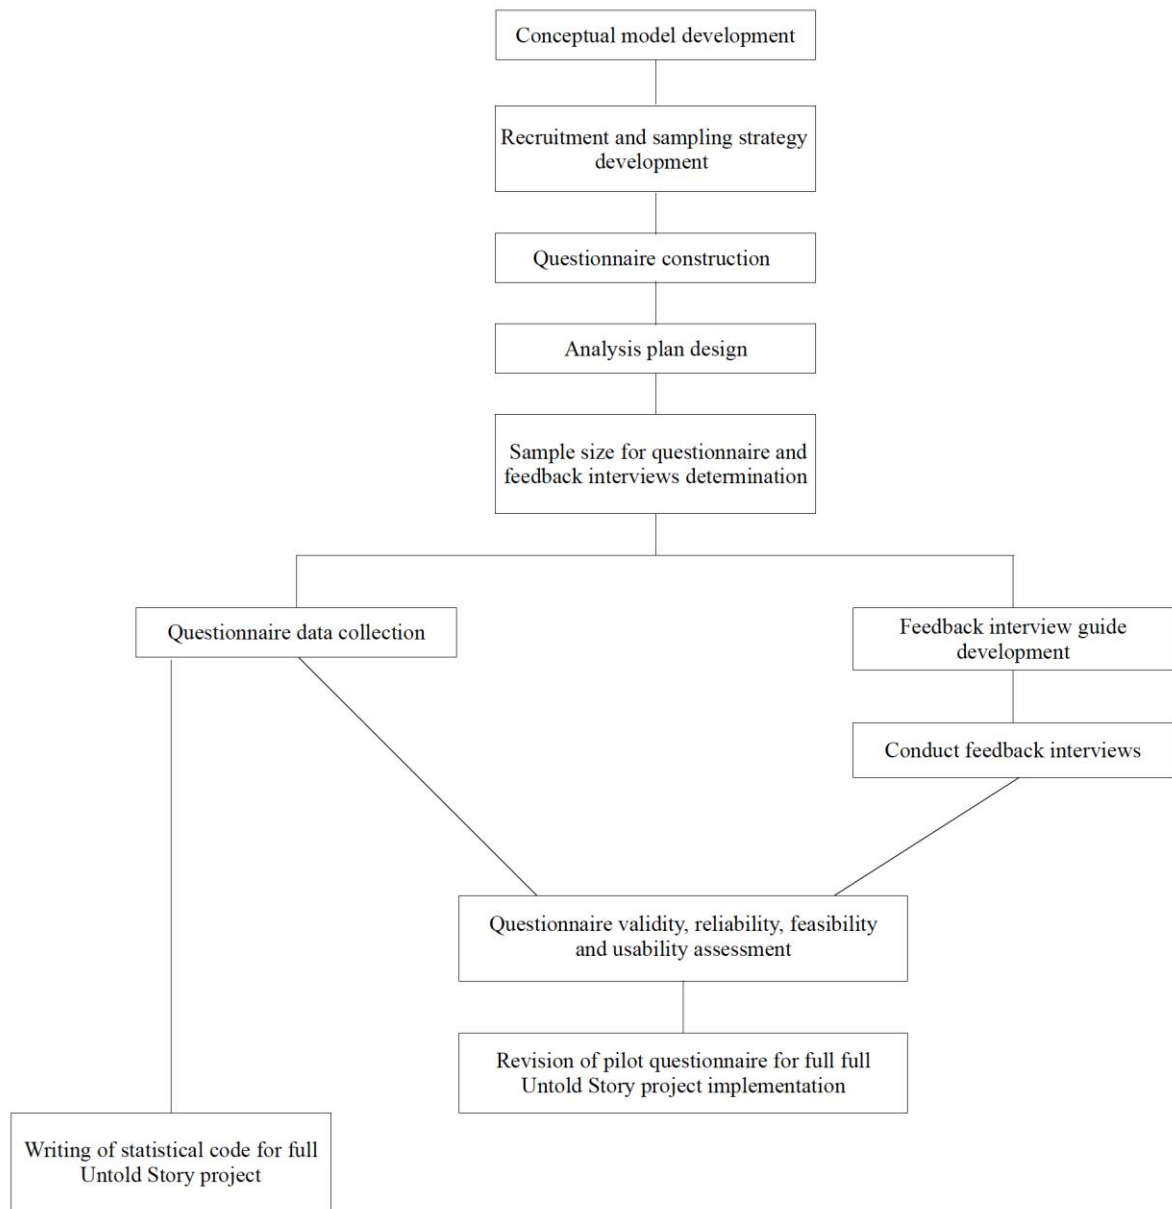 Conceptual model development
Recruitment and sampling strategy
development
Questionnaire construction
Analysis plan design
Sample size for questionnaire and
feedback interviews determination
Questionnaire data collection
Feedback interview guide
development
Conduct feedback interviews
Questionnaire validity, reliability, feasibility
and usability assessment
Revision of pilot questionnaire for full full
Untold Story project implementation
Writing of statistical code for full
Untold Story project